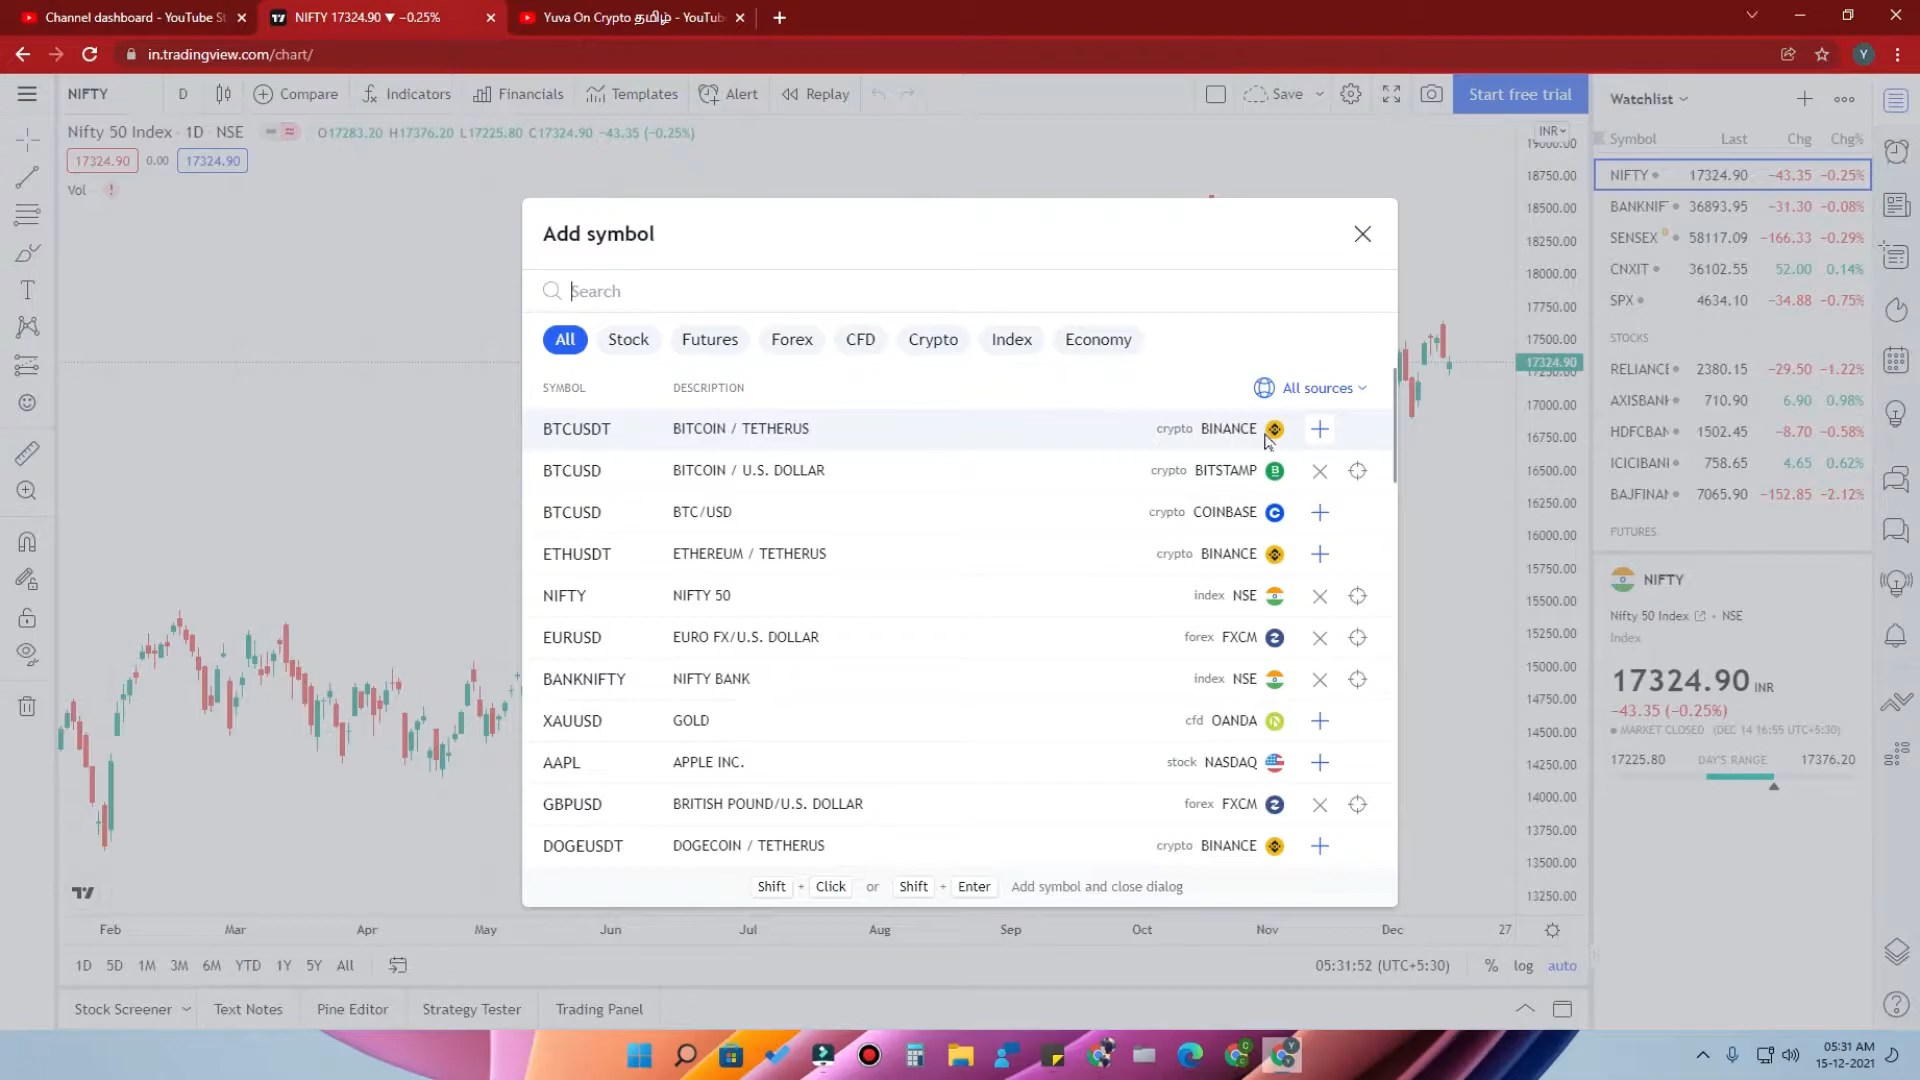 Channel dashboard - YouTube St
NIFTY 17324.90 ▼ −0.25%
Yuva On Crypto தமிழ் - YouTub
in.tradingview.com/chart/
Y
NIFTY D Compare Indicators Financials Templates Alert Replay Save Start free trial
Nifty 50 Index · 1D · NSE O17283.20 H17376.20 L17225.80 C17324.90 −43.35 (−0.25%)
17324.90 0.00 17324.90
Vol
Add symbol
Search
All Stock Futures Forex CFD Crypto Index Economy
SYMBOL DESCRIPTION All sources
BTCUSDT BITCOIN / TETHERUS crypto BINANCE
BTCUSD BITCOIN / U.S. DOLLAR crypto BITSTAMP
BTCUSD BTC/USD crypto COINBASE
ETHUSDT ETHEREUM / TETHERUS crypto BINANCE
NIFTY NIFTY 50 index NSE
EURUSD EURO FX/U.S. DOLLAR forex FXCM
BANKNIFTY NIFTY BANK index NSE
XAUUSD GOLD cfd OANDA
AAPL APPLE INC. stock NASDAQ
GBPUSD BRITISH POUND/U.S. DOLLAR forex FXCM
DOGEUSDT DOGECOIN / TETHERUS crypto BINANCE
Shift + Click or Shift + Enter Add symbol and close dialog
INR
19000.00
18750.00
18500.00
18250.00
18000.00
17750.00
17500.00
17324.90
17250.00
17000.00
16750.00
16500.00
16250.00
16000.00
15750.00
15500.00
15250.00
15000.00
14750.00
14500.00
14250.00
14000.00
13750.00
13500.00
13250.00
Watchlist
Symbol Last Chg Chg%
NIFTY 17324.90 −43.35 −0.25%
BANKNIF 36893.95 −31.30 −0.08%
SENSEX 58117.09 −166.33 −0.29%
CNXIT 36102.55 52.00 0.14%
SPX 4634.10 −34.88 −0.75%
STOCKS
RELIANCE 2380.15 −29.50 −1.22%
AXISBAN 710.90 6.90 0.98%
HDFCBAN 1502.45 −8.70 −0.58%
ICICIBANI 758.65 4.65 0.62%
BAJFINAN 7065.90 −152.85 −2.12%
FUTURES
NIFTY
Nifty 50 Index • NSE
Index
17324.90 INR
−43.35 (−0.25%)
MARKET CLOSED (DEC 14 16:55 UTC+5:30)
17225.80 DAY'S RANGE 17376.20
Feb Mar Apr May Jun Jul Aug Sep Oct Nov Dec 27
1D 5D 1M 3M 6M YTD 1Y 5Y All 05:31:52 (UTC+5:30) % log auto
Stock Screener Text Notes Pine Editor Strategy Tester Trading Panel
05:31 AM
15-12-2021